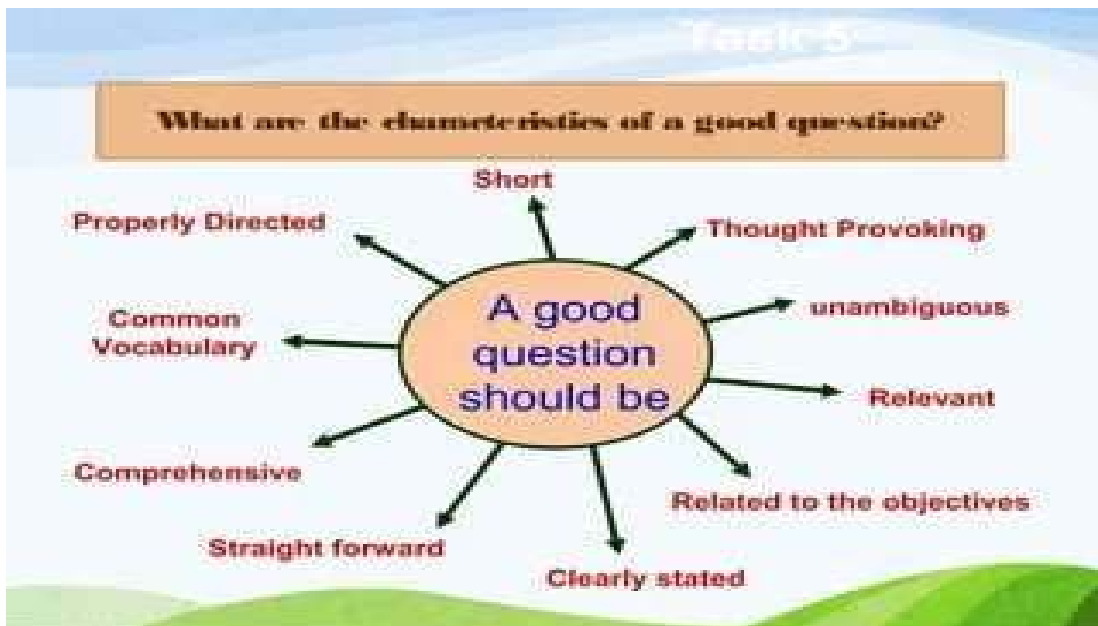 Task 5
What are the characteristics of a good question?
Short
Properly Directed
Thought Provoking
unambiguous
Common
Vocabulary
A good
question
should be
Relevant
Comprehensive
Related to the objectives
Straight forward
Clearly stated